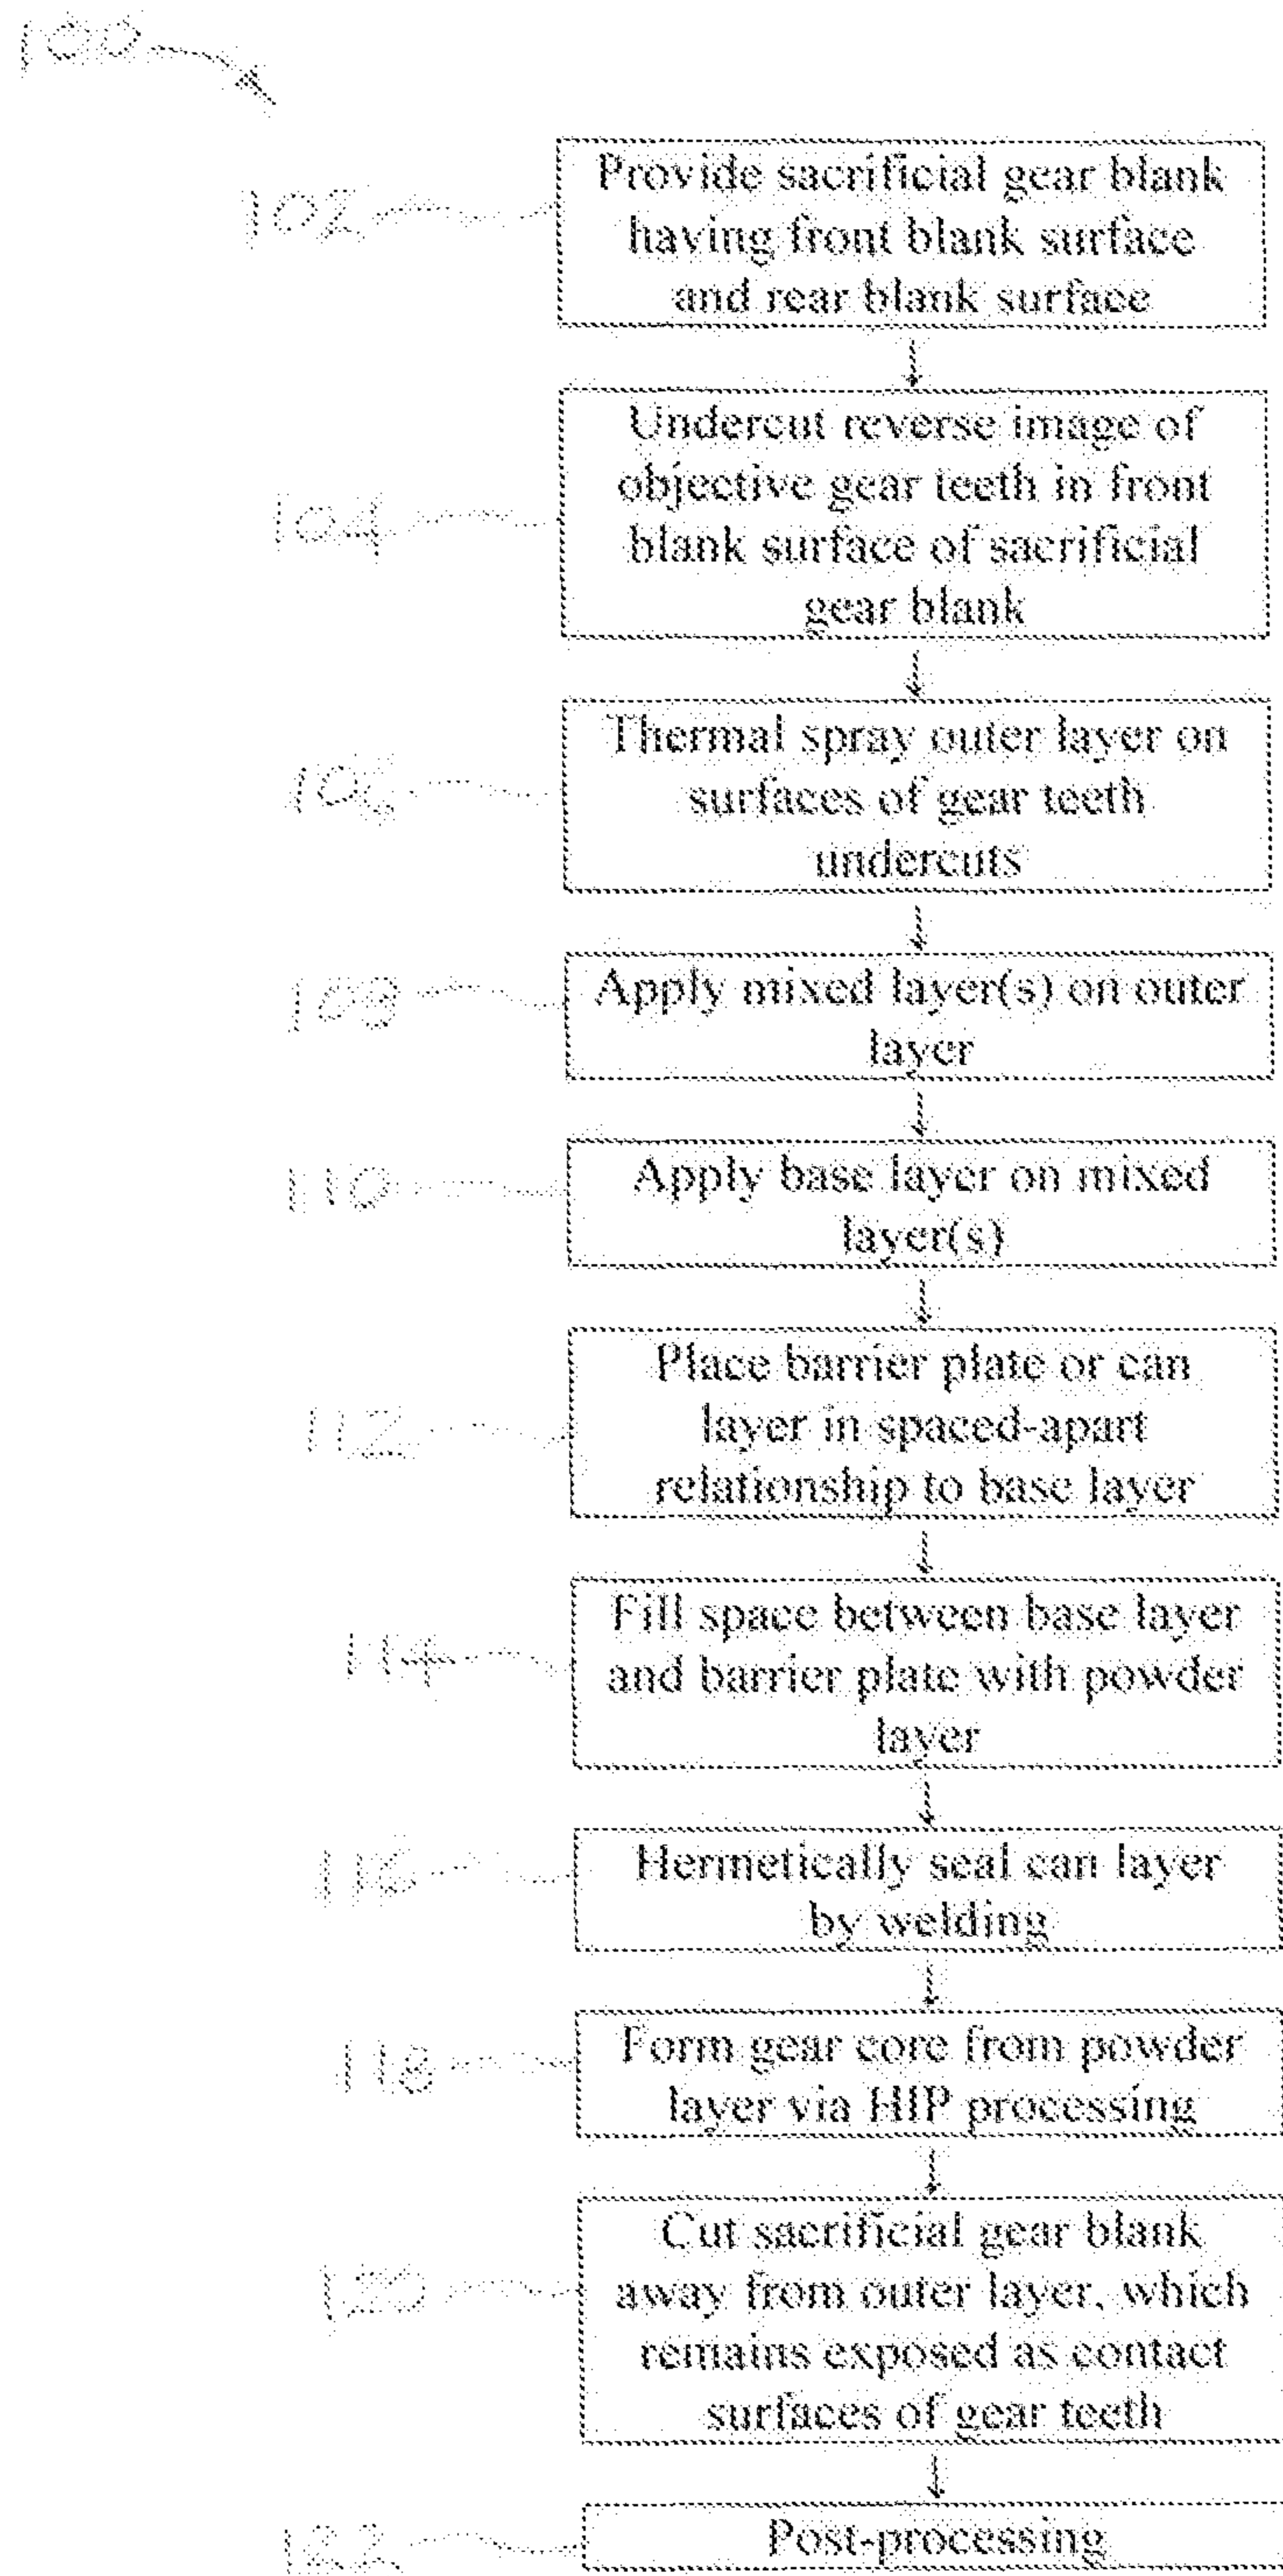 100
102
Provide sacrificial gear blank
having front blank surface
and rear blank surface
104
Undercut reverse image of
objective gear teeth in front
blank surface of sacrificial
gear blank
106
Thermal spray outer layer on
surfaces of gear teeth
undercuts
108
Apply mixed layer(s) on outer
layer
110
Apply base layer on mixed
layer(s)
112
Place barrier plate or can
layer in spaced-apart
relationship to base layer
114
Fill space between base layer
and barrier plate with powder
layer
116
Hermetically seal can layer
by welding
118
Form gear core from powder
layer via HIP processing
120
Cut sacrificial gear blank
away from outer layer, which
remains exposed as contact
surfaces of gear teeth
122
Post-processing